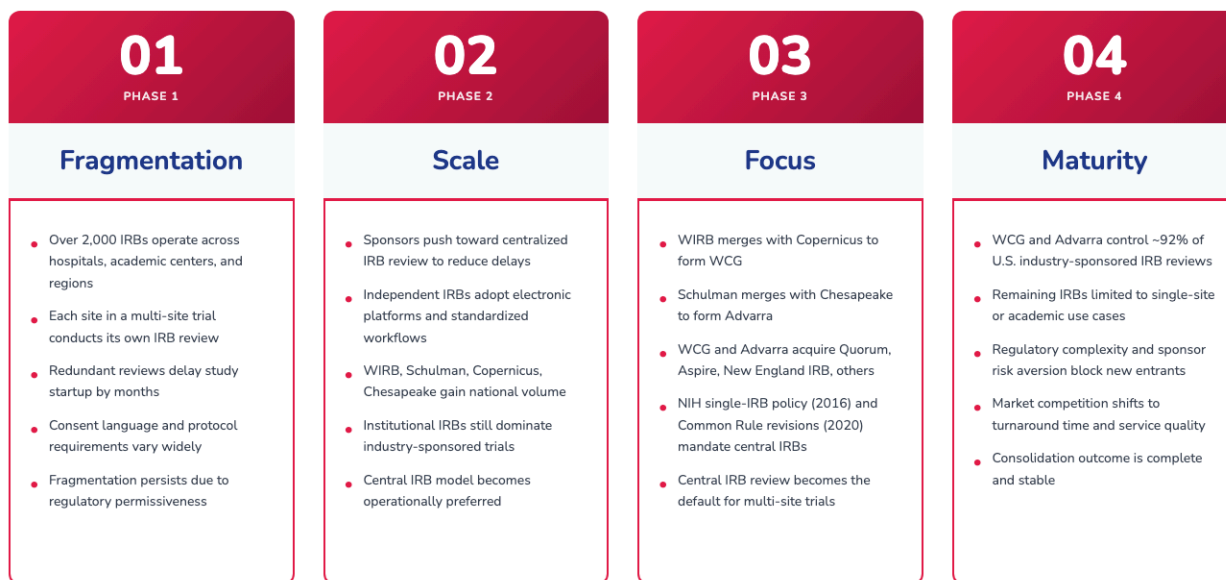 01
PHASE 1
Fragmentation
Over 2,000 IRBs operate across
hospitals, academic centers, and
regions
Each site in a multi-site trial
conducts its own IRB review
Redundant reviews delay study
startup by months
Consent language and protocol
requirements vary widely
Fragmentation persists due to
regulatory permissiveness
02
PHASE 2
Scale
Sponsors push toward centralized
IRB review to reduce delays
Independent IRBs adopt electronic
platforms and standardized
workflows
WIRB, Schulman, Copernicus,
Chesapeake gain national volume
Institutional IRBs still dominate
industry-sponsored trials
Central IRB model becomes
operationally preferred
03
PHASE 3
Focus
WIRB merges with Copernicus to
form WCG
Schulman merges with Chesapeake
to form Advarra
WCG and Advarra acquire Quorum,
Aspire, New England IRB, others
NIH single-IRB policy (2016) and
Common Rule revisions (2020)
mandate central IRBs
Central IRB review becomes the
default for multi-site trials
04
PHASE 4
Maturity
WCG and Advarra control ~92% of
U.S. industry-sponsored IRB reviews
Remaining IRBs limited to single-site
or academic use cases
Regulatory complexity and sponsor
risk aversion block new entrants
Market competition shifts to
turnaround time and service quality
Consolidation outcome is complete
and stable